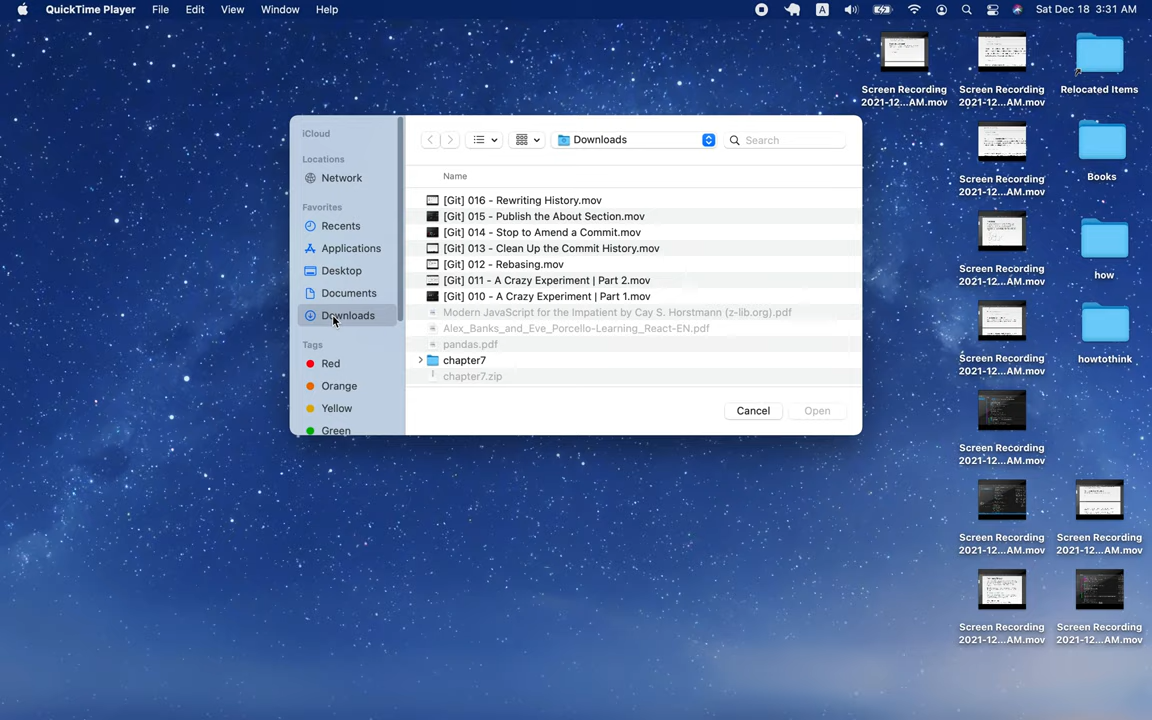 QuickTime Player File Edit View Window Help A Sat Dec 18 3:31 AM
Screen Recording
2021-12...AM.mov
Screen Recording
2021-12...AM.mov
Relocated Items
Screen Recording
2021-12...AM.mov
Books
Screen Recording
2021-12...AM.mov
how
Screen Recording
2021-12...AM.mov
howtothink
Screen Recording
2021-12...AM.mov
Screen Recording
2021-12...AM.mov
Screen Recording
2021-12...AM.mov
Screen Recording
2021-12...AM.mov
Screen Recording
2021-12...AM.mov
iCloud
Locations
Network
Favorites
Recents
Applications
Desktop
Documents
Downloads
Tags
Red
Orange
Yellow
Green
Downloads
Search
Name
[Git] 016 - Rewriting History.mov
[Git] 015 - Publish the About Section.mov
[Git] 014 - Stop to Amend a Commit.mov
[Git] 013 - Clean Up the Commit History.mov
[Git] 012 - Rebasing.mov
[Git] 011 - A Crazy Experiment | Part 2.mov
[Git] 010 - A Crazy Experiment | Part 1.mov
Modern JavaScript for the Impatient by Cay S. Horstmann (z-lib.org).pdf
Alex_Banks_and_Eve_Porcello-Learning_React-EN.pdf
pandas.pdf
chapter7
chapter7.zip
Cancel
Open